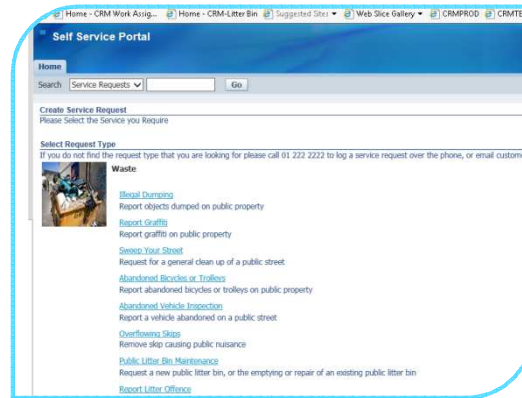 Home - CRM Work Assig... Home - CRM-Litter Bin Suggested Sites Web Slice Gallery CRMPROD CRMTE
Self Service Portal
Home
Search Service Requests Go
Create Service Request
Please Select the Service you Require
Select Request Type
If you do not find the request type that you are looking for please call 01 222 2222 to log a service request over the phone, or email custom
Waste
Illegal Dumping
Report objects dumped on public property
Report Graffiti
Report graffiti on public property
Sweep Your Street
Request for a general clean up of a public street
Abandoned Bicycles or Trolleys
Report abandoned bicycles or trolleys on public property
Abandoned Vehicle Inspection
Report a vehicle abandoned on a public street
Overflowing Skips
Remove skip causing public nuisance
Public Litter Bin Maintenance
Request a new public litter bin, or the emptying or repair of an existing public litter bin
Report Litter Offence